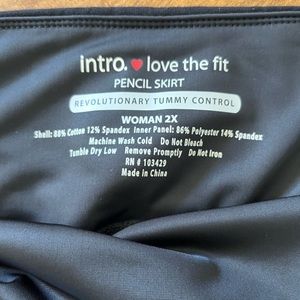 intro. ♥ love the fit
PENCIL SKIRT
REVOLUTIONARY TUMMY CONTROL
WOMAN 2X
Shell: 88% Cotton 12% Spandex Inner Panel: 86% Polyester 14% Spandex
Machine Wash Cold Do Not Bleach
Tumble Dry Low Remove Promptly Do Not Iron
RN # 103429
Made in China